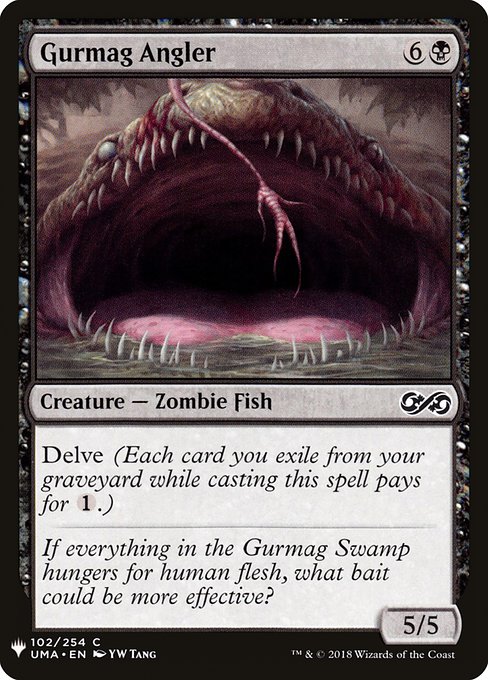 Gurmag Angler 6
Creature — Zombie Fish
Delve (Each card you exile from your
graveyard while casting this spell pays
for 1.)
If everything in the Gurmag Swamp
hungers for human flesh, what bait
could be more effective?
5/5
102/254 C
UMA • EN YW Tang
™ & © 2018 Wizards of the Coast